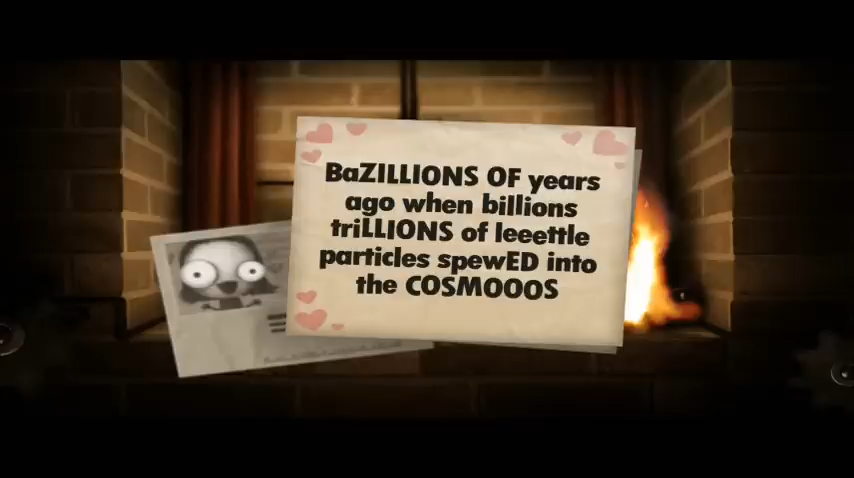 BaZILLIONS OF years
ago when billions
triLLIONS of leeettle
particles spewED into
the COSMOOOS